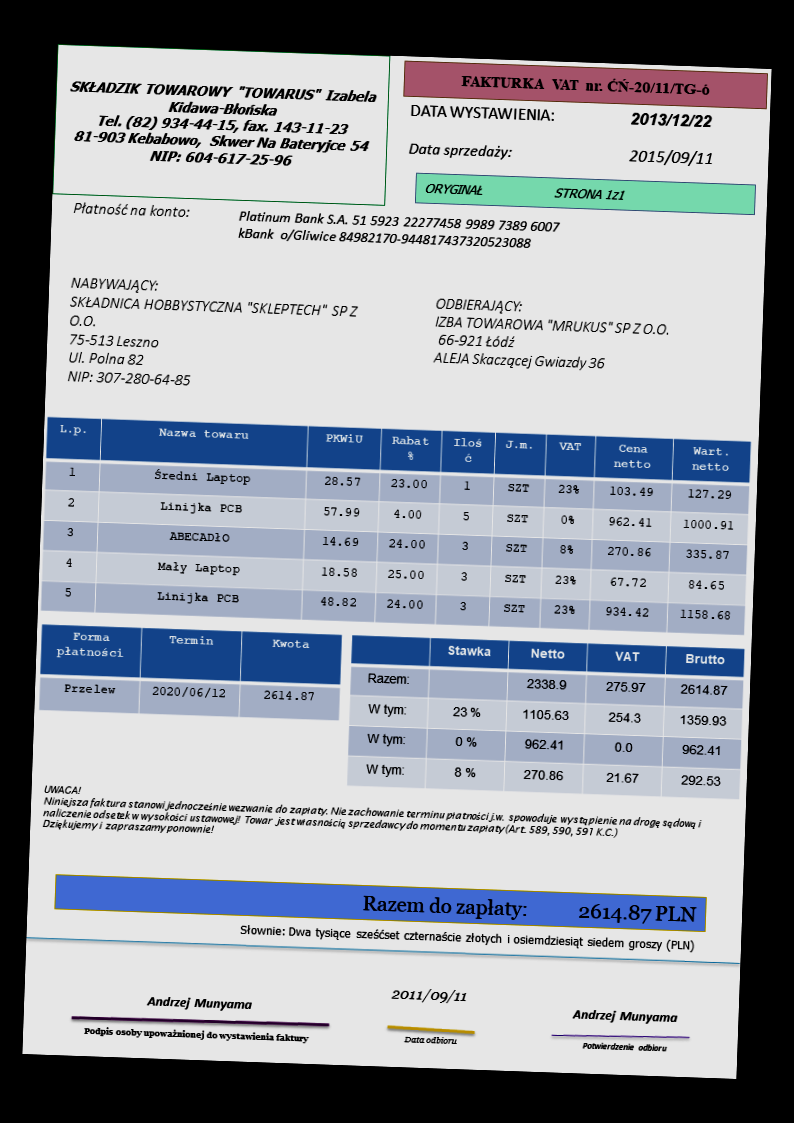 SKŁADZIK TOWAROWY "TOWARUS" Izabela
Kidawa-Błońska
Tel. (82) 934-44-15, fax. 143-11-23
81-903 Kebabowo, Skwer Na Bateryjce 54
NIP: 604-617-25-96
FAKTURKA VAT nr. ĆŃ-20/11/TG-ó
DATA WYSTAWIENIA: 2013/12/22
Data sprzedaży: 2015/09/11
ORYGINAŁ STRONA 1z1
Płatność na konto: Platinum Bank S.A. 51 5923 22277458 9989 7389 6007
kBank o/Gliwice 84982170-944817437320523088
NABYWAJĄCY:
SKŁADNICA HOBBYSTYCZNA "SKLEPTECH" SP Z
O.O.
75-513 Leszno
Ul. Polna 82
NIP: 307-280-64-85
ODBIERAJĄCY:
IZBA TOWAROWA "MRUKUS" SP Z O.O.
66-921 Łódź
ALEJA Skaczącej Gwiazdy 36
L.p. Nazwa towaru PKWiU Rabat % Iloś ć J.m. VAT Cena netto Wart. netto
1 Średni Laptop 28.57 23.00 1 SZT 23% 103.49 127.29
2 Linijka PCB 57.99 4.00 5 SZT 0% 962.41 1000.91
3 ABECADŁO 14.69 24.00 3 SZT 8% 270.86 335.87
4 Mały Laptop 18.58 25.00 3 SZT 23% 67.72 84.65
5 Linijka PCB 48.82 24.00 3 SZT 23% 934.42 1158.68
Forma płatności Termin Kwota
Przelew 2020/06/12 2614.87
Stawka Netto VAT Brutto
Razem: 2338.9 275.97 2614.87
W tym: 23 % 1105.63 254.3 1359.93
W tym: 0 % 962.41 0.0 962.41
W tym: 8 % 270.86 21.67 292.53
UWAGA!
Niniejsza faktura stanowi jednocześnie wezwanie do zapłaty. Nie zachowanie terminu płatności j.w. spowoduje wystąpienie na drogę sądową i
naliczenie odsetek w wysokości ustawowej! Towar jest własnością sprzedawcy do momentu zapłaty (Art. 589, 590, 591 K.C.)
Dziękujemy i zapraszamy ponownie!
Razem do zapłaty: 2614.87 PLN
Słownie: Dwa tysiące sześćset czternaście złotych i osiemdziesiąt siedem groszy (PLN)
Andrzej Munyama
Podpis osoby upoważnionej do wystawienia faktury
2011/09/11
Data odbioru
Andrzej Munyama
Potwierdzenie odbioru